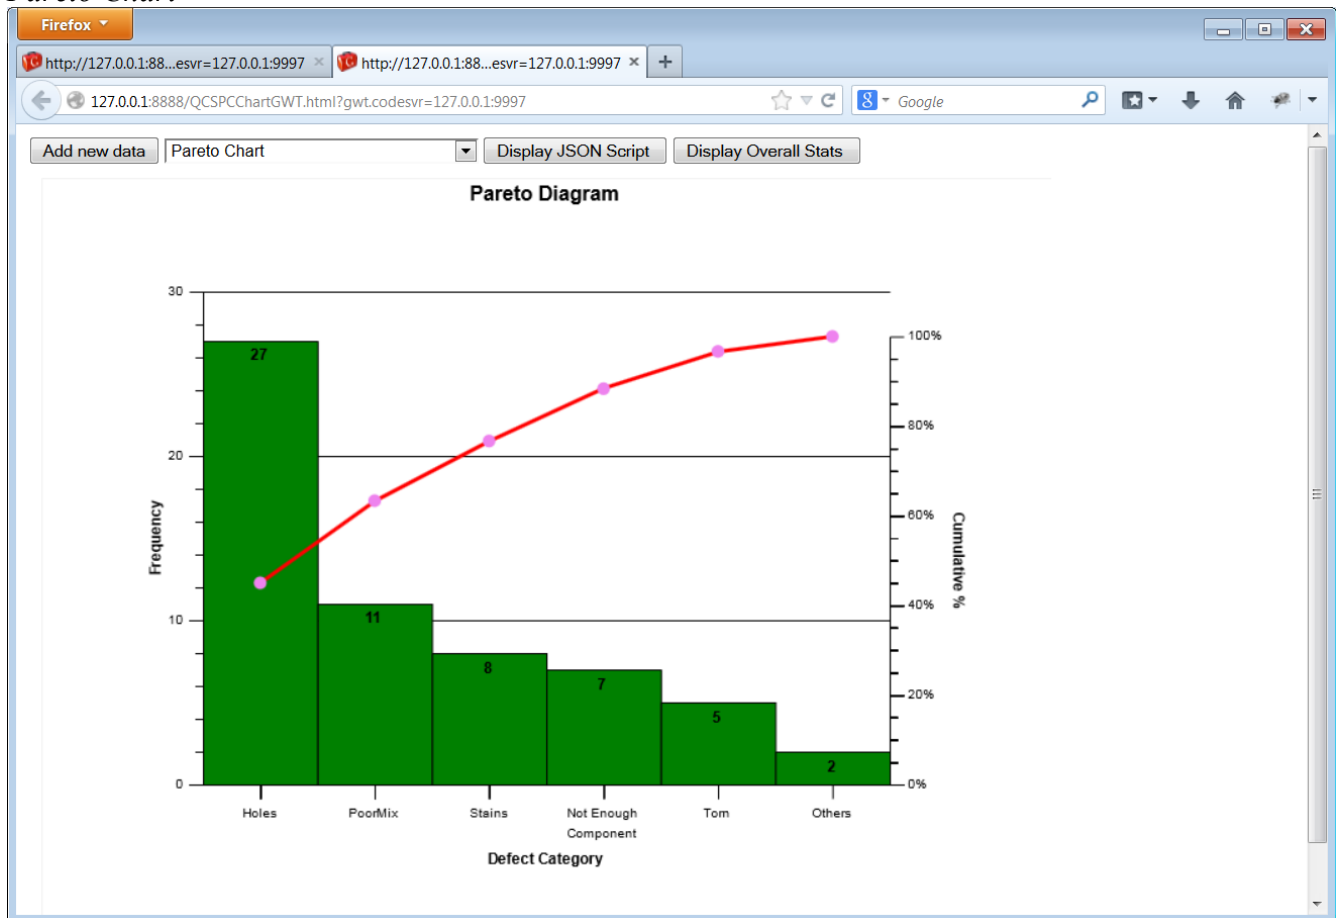 Pareto Chart
Firefox
http://127.0.0.1:88...esvr=127.0.0.1:9997 × http://127.0.0.1:88...esvr=127.0.0.1:9997 × +
127.0.0.1:8888/QCSPCChartGWT.html?gwt.codesvr=127.0.0.1:9997 8 Google
Add new data Pareto Chart Display JSON Script Display Overall Stats
Pareto Diagram
30
27
100%
80%
20
Frequency
60%
Cumulative %
40%
10
11
8
7
20%
5
2
0
0%
Holes PoorMix Stains Not Enough Torn Others
Component
Defect Category